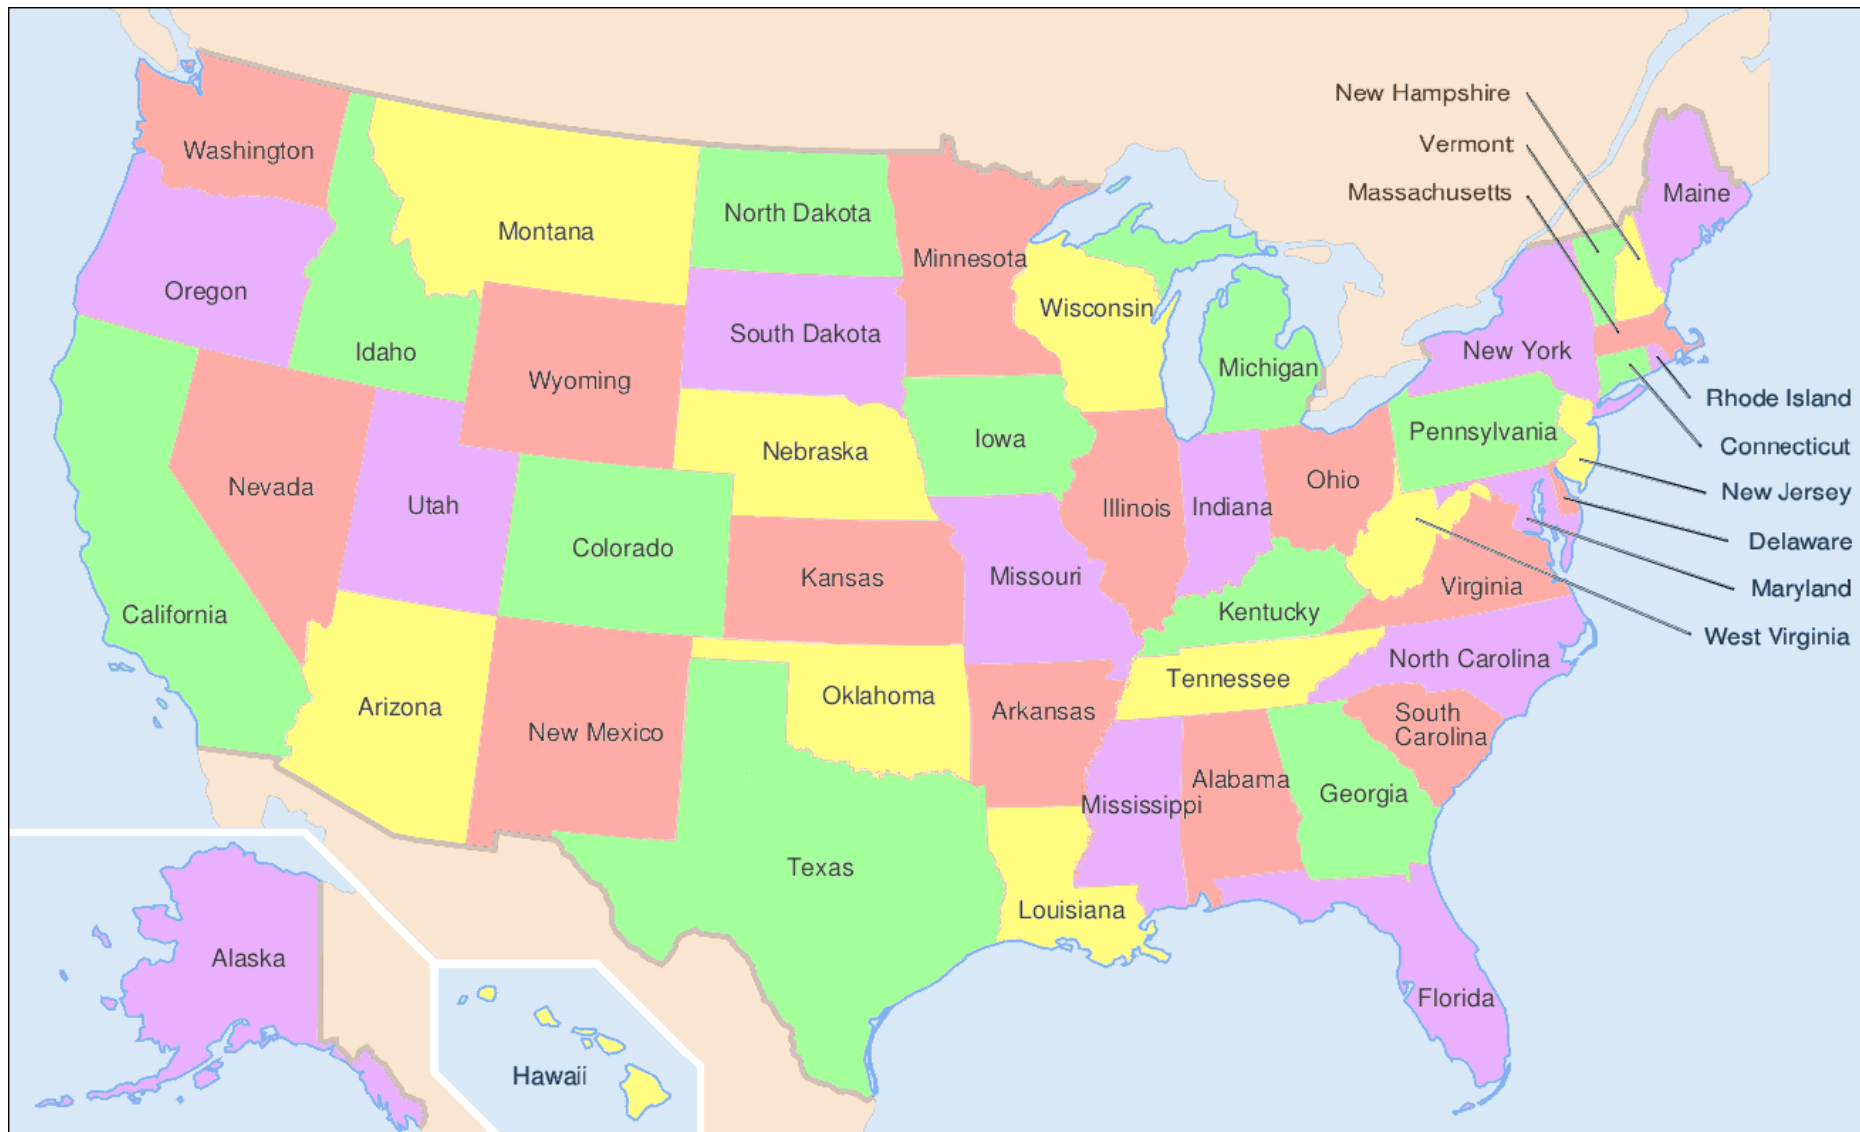 New Hampshire
Vermont
Massachusetts
Maine
Washington
Montana
North Dakota
Minnesota
Oregon
Idaho
South Dakota
Wisconsin
Michigan
New York
Wyoming
Rhode Island
Iowa
Nebraska
Pennsylvania
Connecticut
Nevada
Utah
Ohio
New Jersey
Illinois
Indiana
Colorado
Kansas
Missouri
Delaware
California
Kentucky
Virginia
Maryland
West Virginia
Arizona
New Mexico
Oklahoma
Arkansas
Tennessee
North Carolina
South
Carolina
Mississippi
Alabama
Georgia
Texas
Louisiana
Alaska
Florida
Hawaii